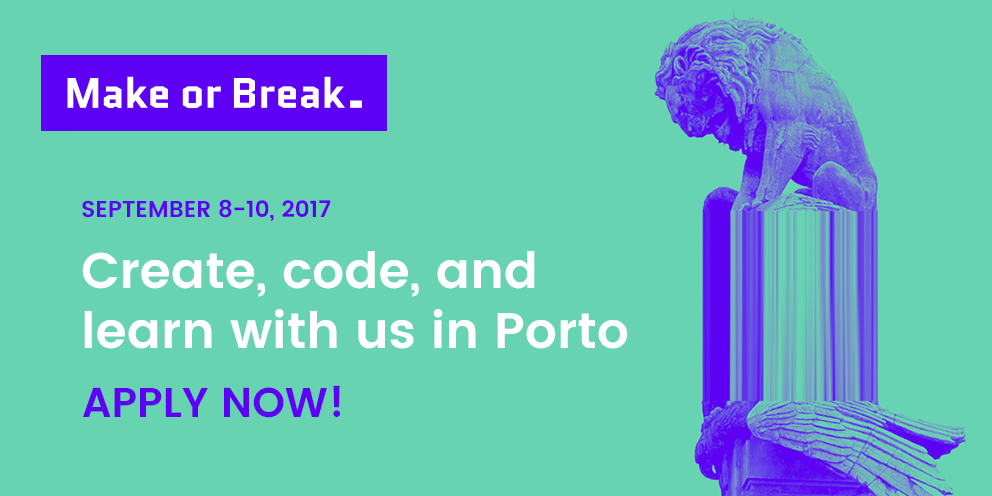 Make or Break.
SEPTEMBER 8-10, 2017
Create, code, and
learn with us in Porto
APPLY NOW!